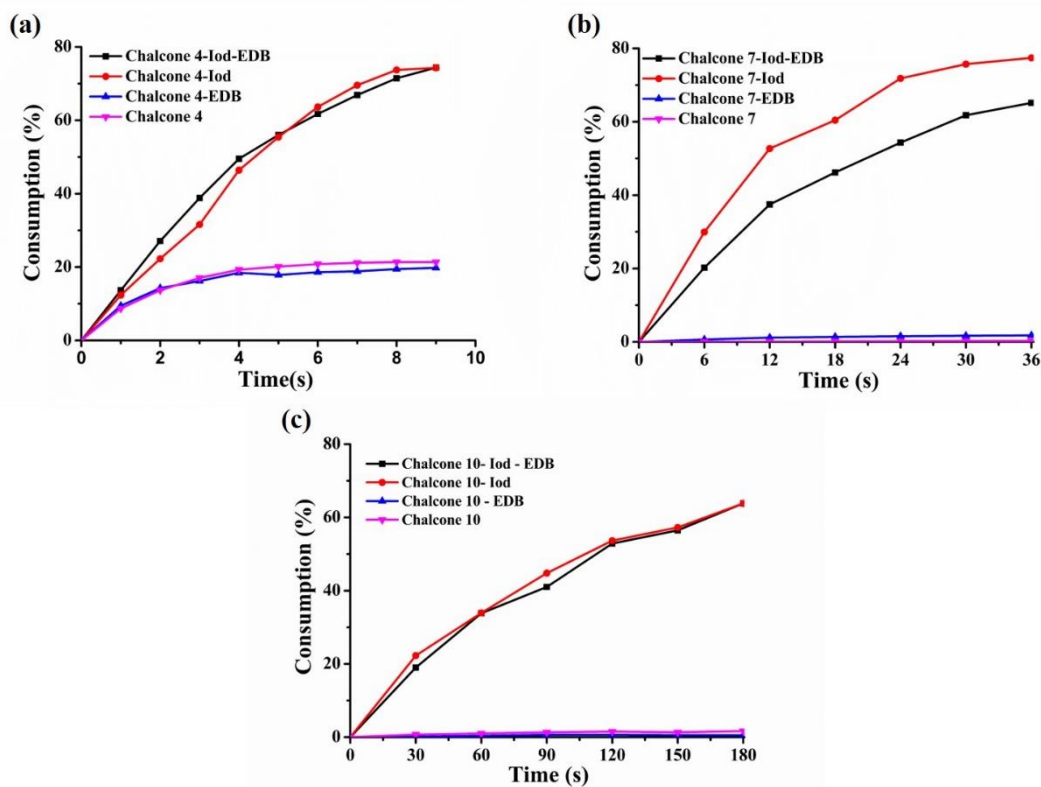 (a)
Chalcone 4-Iod-EDB
Chalcone 4-Iod
Chalcone 4-EDB
Chalcone 4
Consumption (%)
80
60
40
20
0
0 2 4 6 8 10
Time(s)
(b)
Chalcone 7-Iod-EDB
Chalcone 7-Iod
Chalcone 7-EDB
Chalcone 7
Consumption (%)
80
60
40
20
0
0 6 12 18 24 30 36
Time (s)
(c)
Chalcone 10- Iod - EDB
Chalcone 10- Iod
Chalcone 10 - EDB
Chalcone 10
Consumption (%)
80
60
40
20
0
0 30 60 90 120 150 180
Time (s)